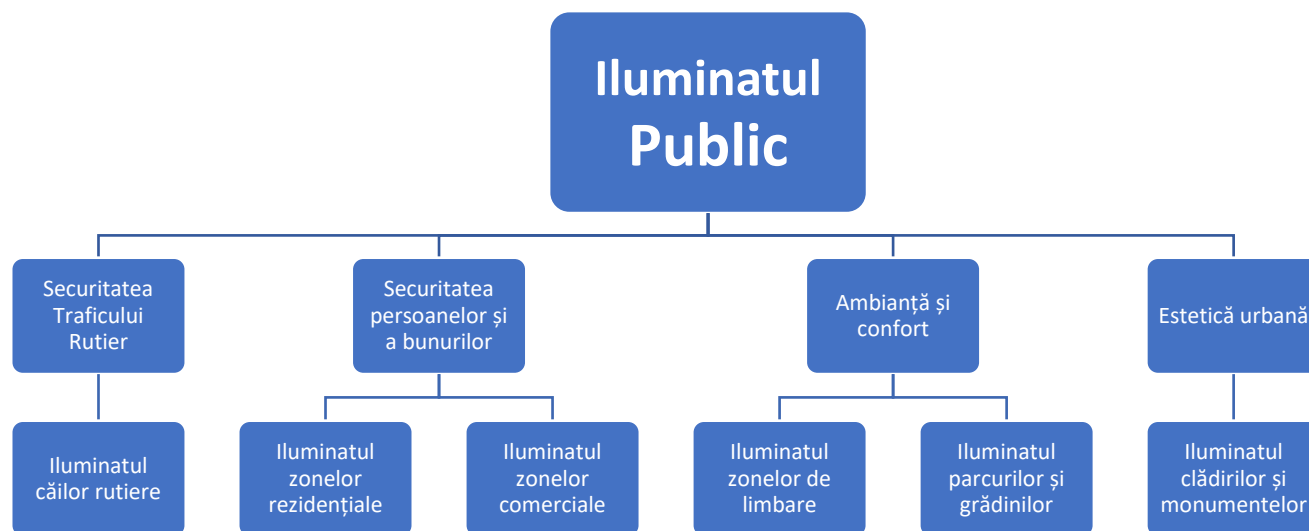 Iluminatul
Public
Securitatea
Traficului
Rutier
Securitatea
persoanelor și
a bunurilor
Ambianță și
confort
Estetică urbană
Iluminatul
căilor rutiere
Iluminatul
zonelor
rezidențiale
Iluminatul
zonelor
comerciale
Iluminatul
zonelor de
limbare
Iluminatul
parcurilor și
grădinilor
Iluminatul
clădirilor și
monumentelor